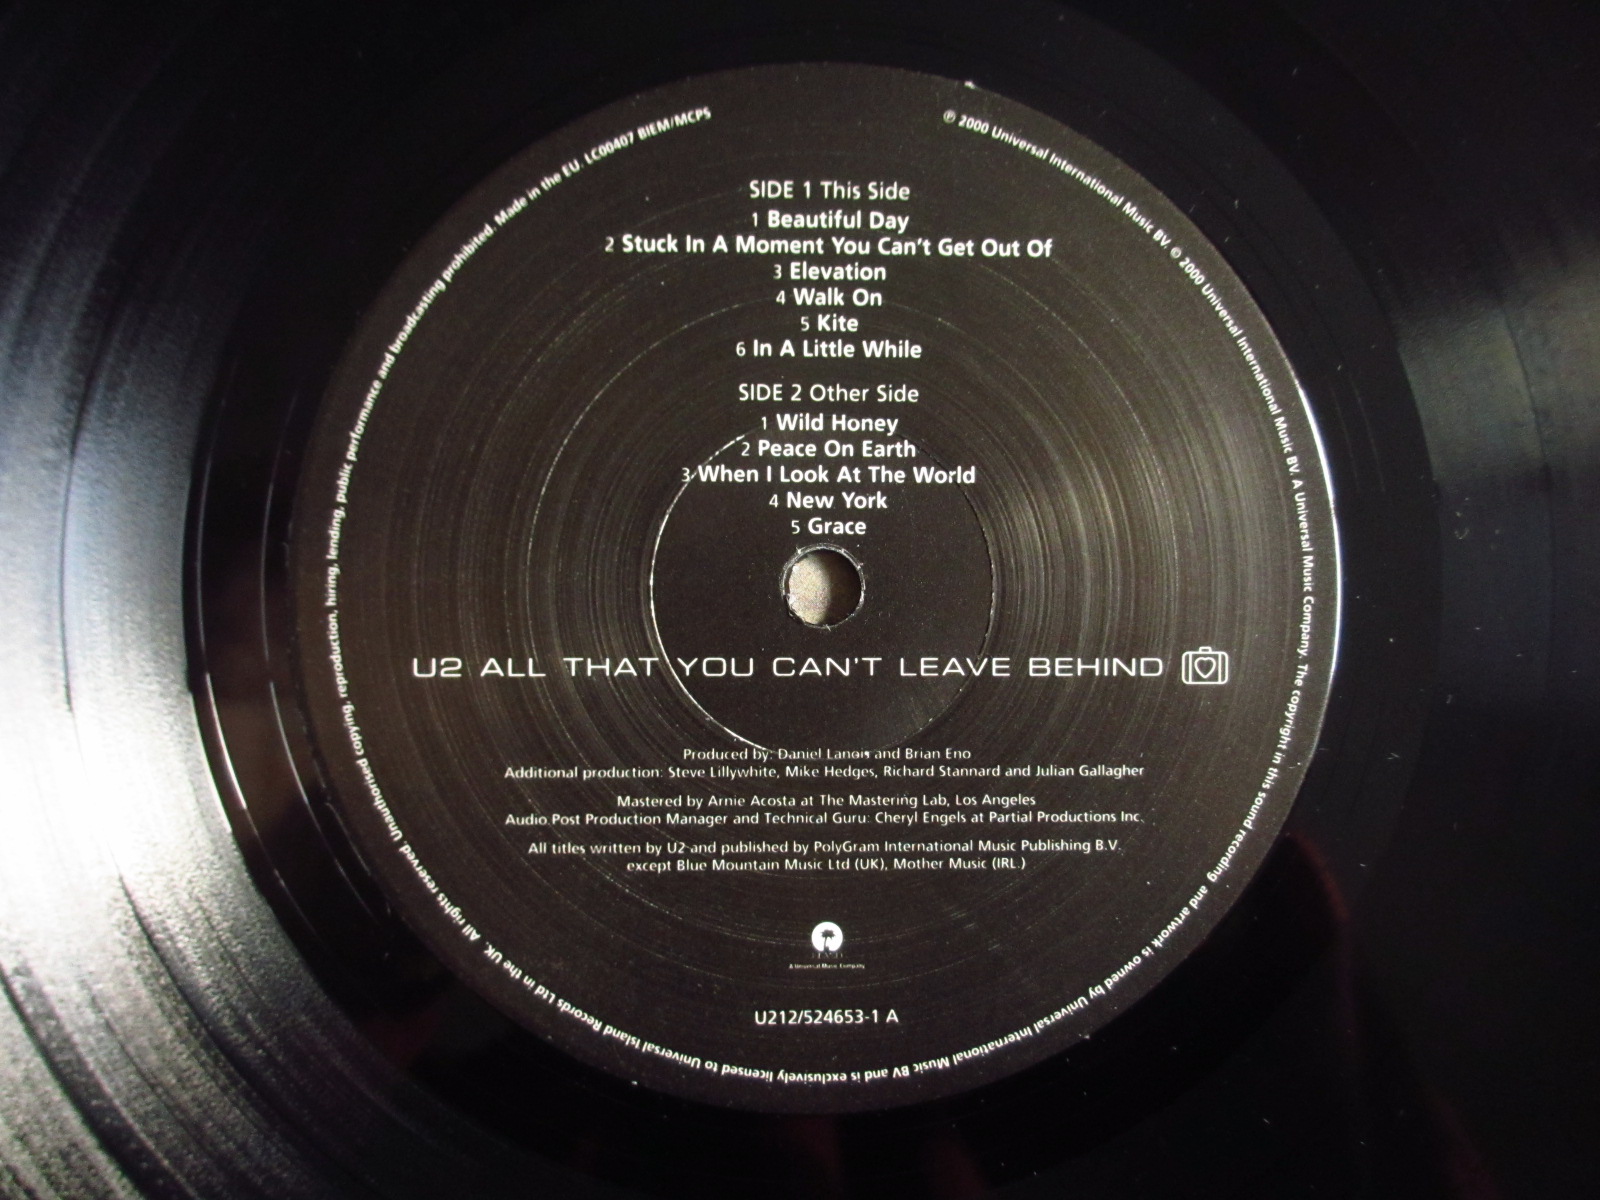 SIDE 1 This Side
1 Beautiful Day
2 Stuck In A Moment You Can't Get Out Of
3 Elevation
4 Walk On
5 Kite
6 In A Little While
SIDE 2 Other Side
1 Wild Honey
2 Peace On Earth
3 When I Look At The World
4 New York
5 Grace
U2 ALL THAT YOU CAN'T LEAVE BEHIND
Produced by: Daniel Lanois and Brian Eno
Additional production: Steve Lillywhite, Mike Hedges, Richard Stannard and Julian Gallagher
Mastered by Arnie Acosta at The Mastering Lab, Los Angeles
Audio Post Production Manager and Technical Guru: Cheryl Engels at Partial Productions Inc.
All titles written by U2 and published by PolyGram International Music Publishing B.V.
except Blue Mountain Music Ltd (UK), Mother Music (IRL.)
A Universal Music Company
U212/524653-1 A
℗ 2000 Universal International Music BV. © 2000 Universal International Music BV. A Universal Music Company. The copyright in this sound recording and artwork is owned by Universal International Music BV and is exclusively licensed to Universal Island Records Ltd in the UK. All rights reserved. Unauthorised copying, reproduction, hiring, lending, public performance and broadcasting prohibited. Made in the EU. LC00407 BIEM/MCPS